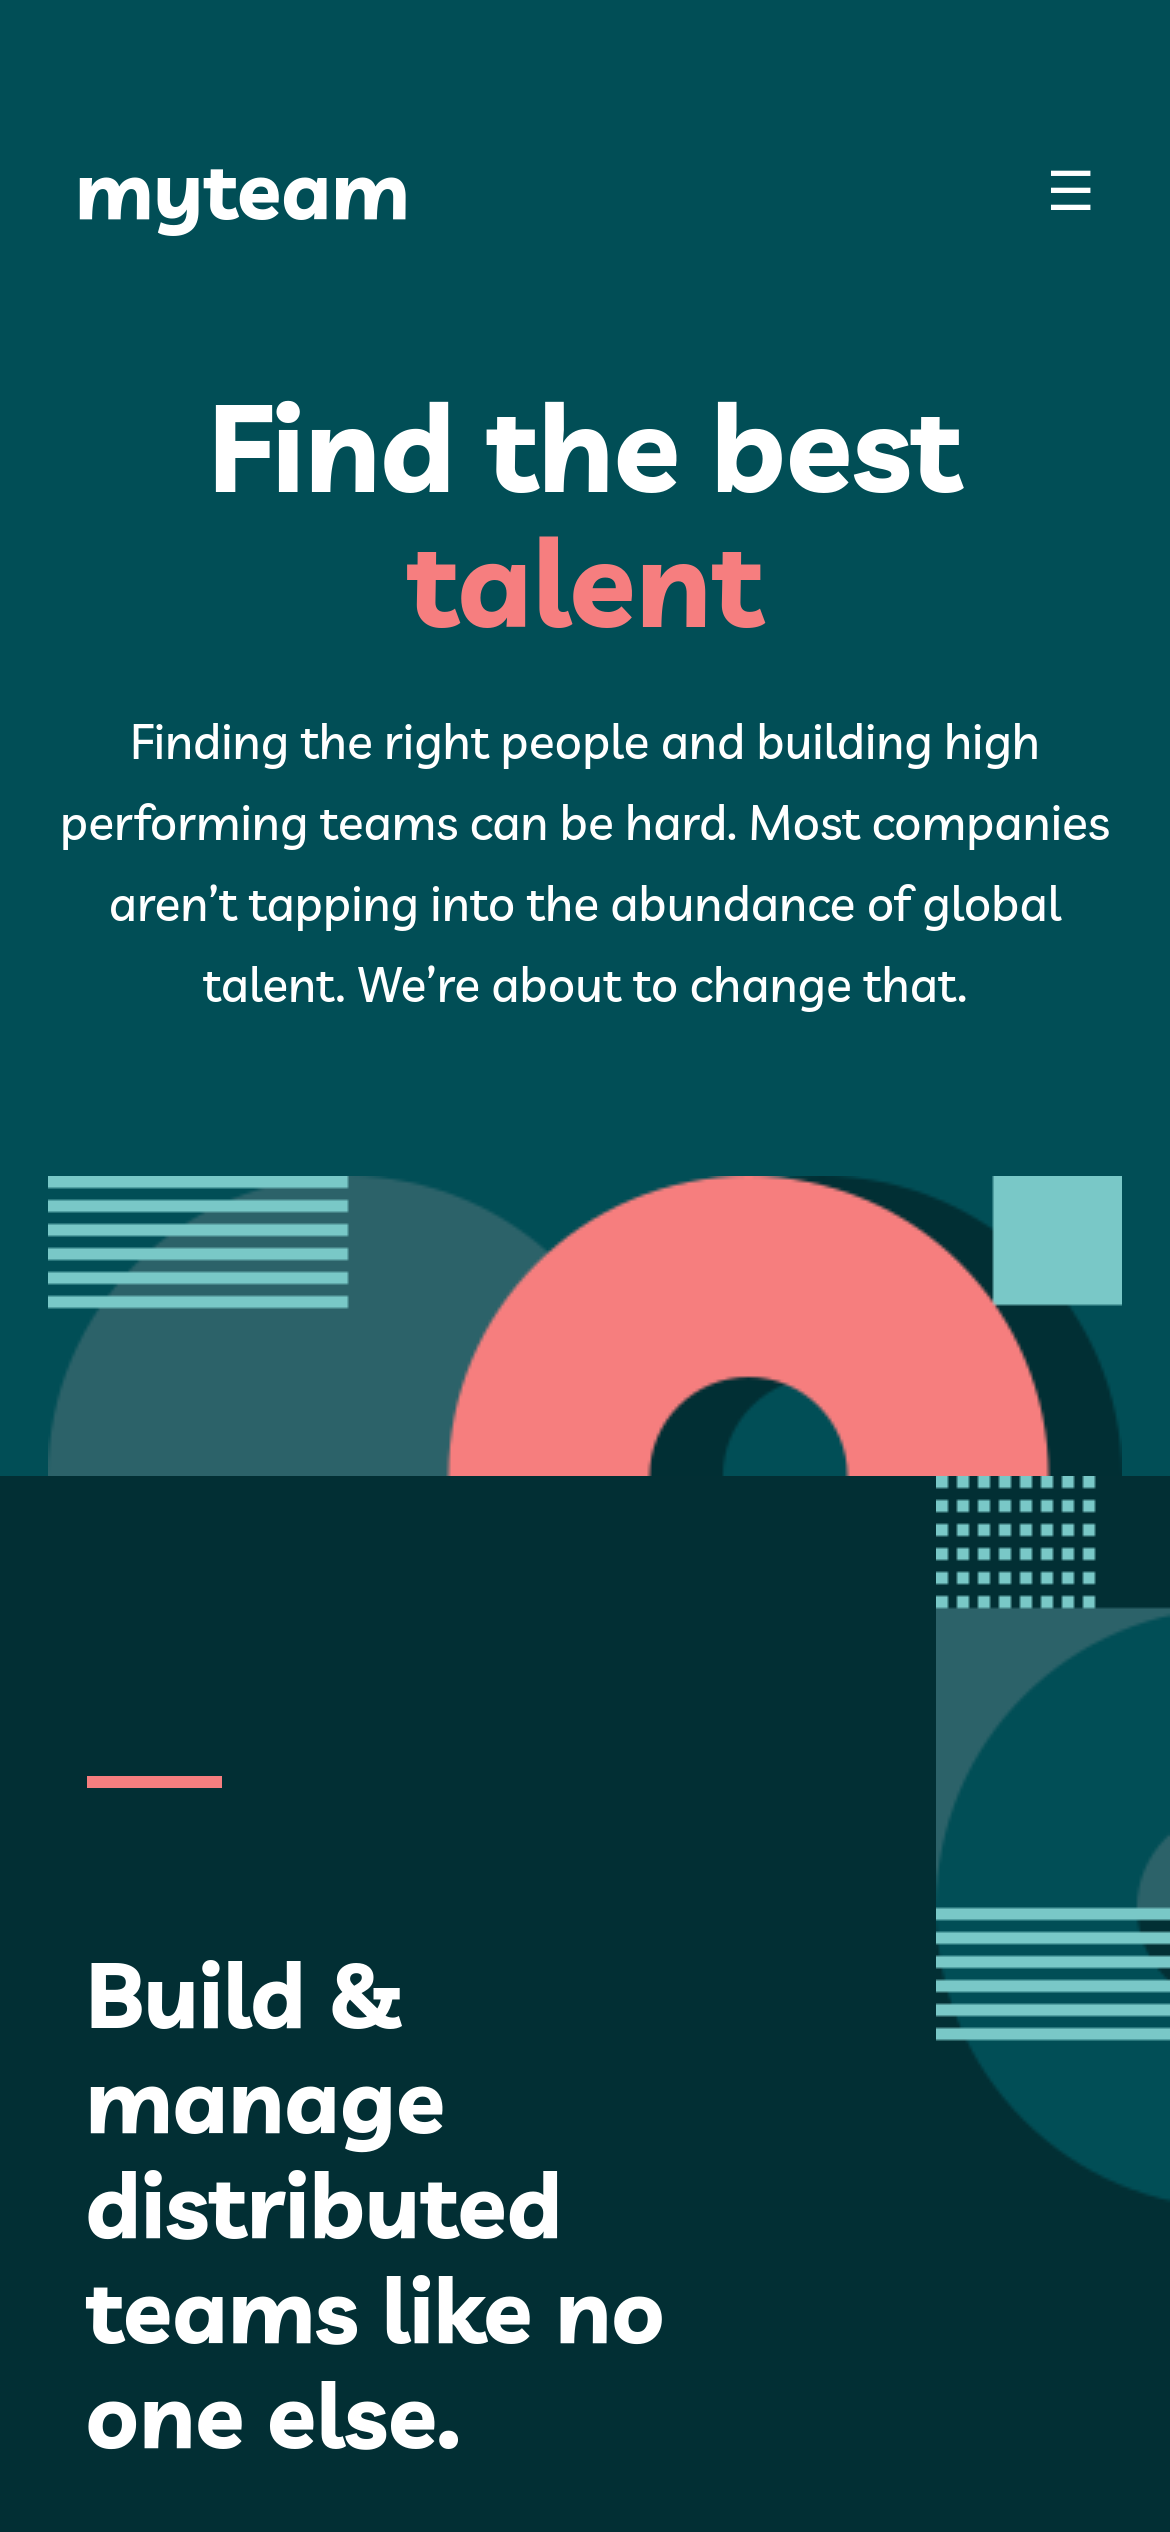 myteam
Find the best
talent
Finding the right people and building high
performing teams can be hard. Most companies
aren’t tapping into the abundance of global
talent. We’re about to change that.
Build &
manage
distributed
teams like no
one else.